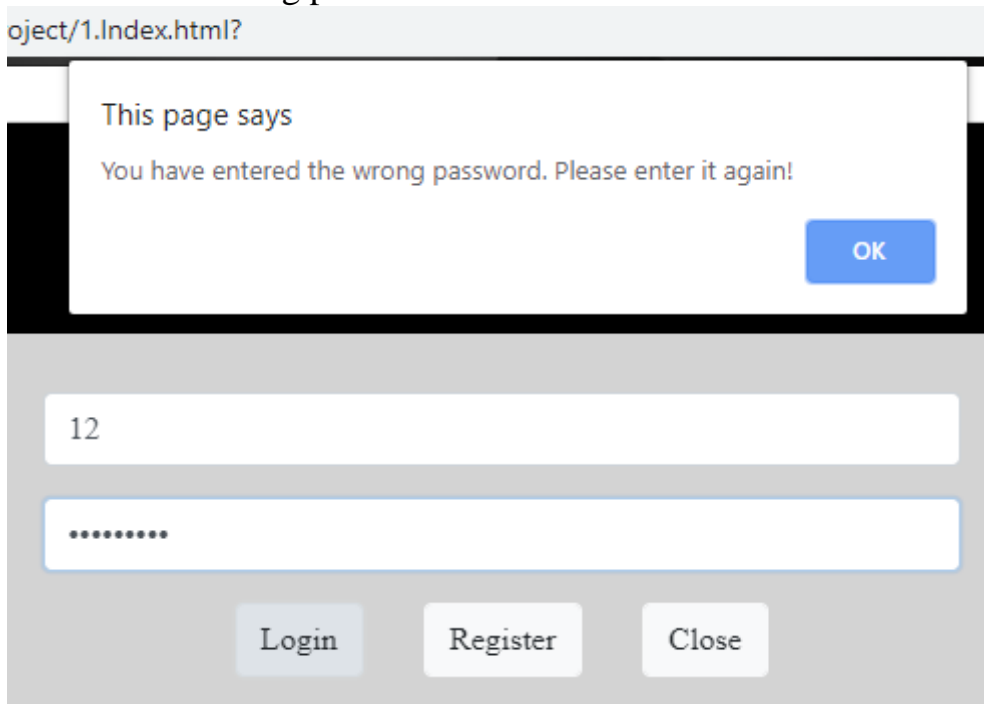 oject/1.Index.html?
This page says
You have entered the wrong password. Please enter it again!
OK
12
•••••••••
Login Register Close